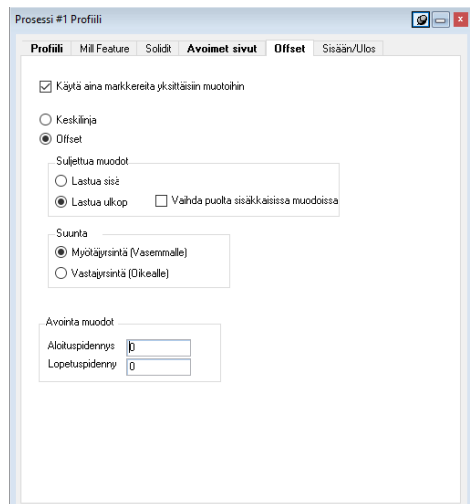 Prosessi #1 Profiili
Profiili Mill Feature Solidit Avoimet sivut Offset Sisään/Ulos
Käytä aina markkereita yksittäisiin muotoihin
Keskilinja
Offset
Suljettua muodot
Lastua sisä
Lastua ulkop Vaihda puolta sisäkkaisissa muodoissa
Suunta
Myötäjyrsintä (Vasemmalle)
Vastajyrsintä (Oikealle)
Avointa muodot
Aloituspidennys 0
Lopetuspidenny 0